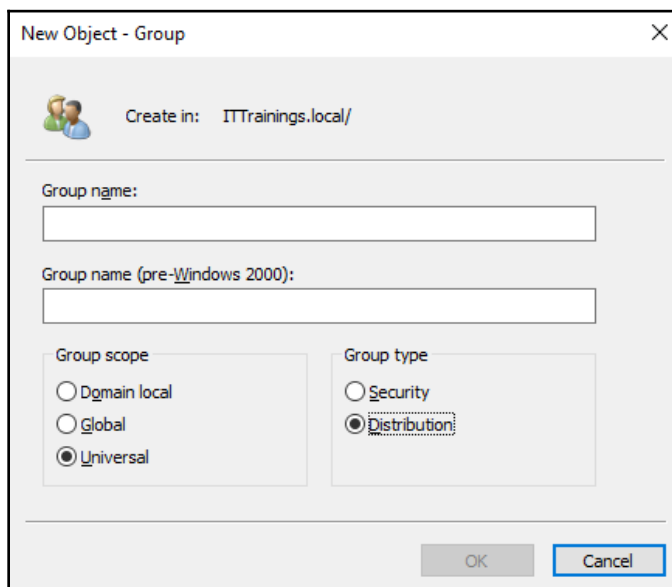 New Object - Group
Create in: ITTrainings.local/
Group name:
Group name (pre-Windows 2000):
Group scope
Group type
Domain local
Security
Global
Distribution
Universal
OK
Cancel